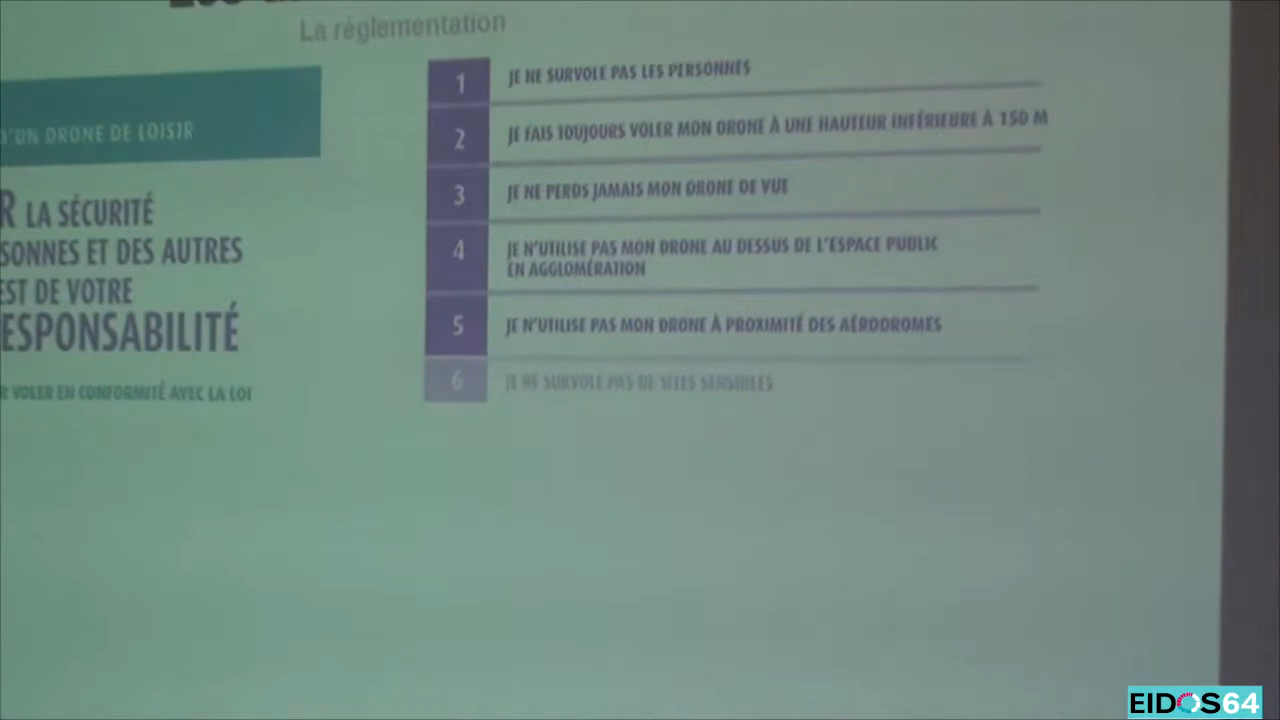 La réglementation
D'UN DRONE DE LOISIR
R LA SÉCURITÉ
SONNES ET DES AUTRES
EST DE VOTRE
ESPONSABILITÉ
R VOLER EN CONFORMITÉ AVEC LA LOI
1 JE NE SURVOLE PAS LES PERSONNES
2 JE FAIS TOUJOURS VOLER MON DRONE À UNE HAUTEUR INFÉRIEURE À 150 M
3 JE NE PERDS JAMAIS MON DRONE DE VUE
4 JE N'UTILISE PAS MON DRONE AU DESSUS DE L'ESPACE PUBLIC
EN AGGLOMÉRATION
5 JE N'UTILISE PAS MON DRONE À PROXIMITÉ DES AÉRODROMES
6 JE NE SURVOLE PAS DE SITES SENSIBLES
EIDOS64